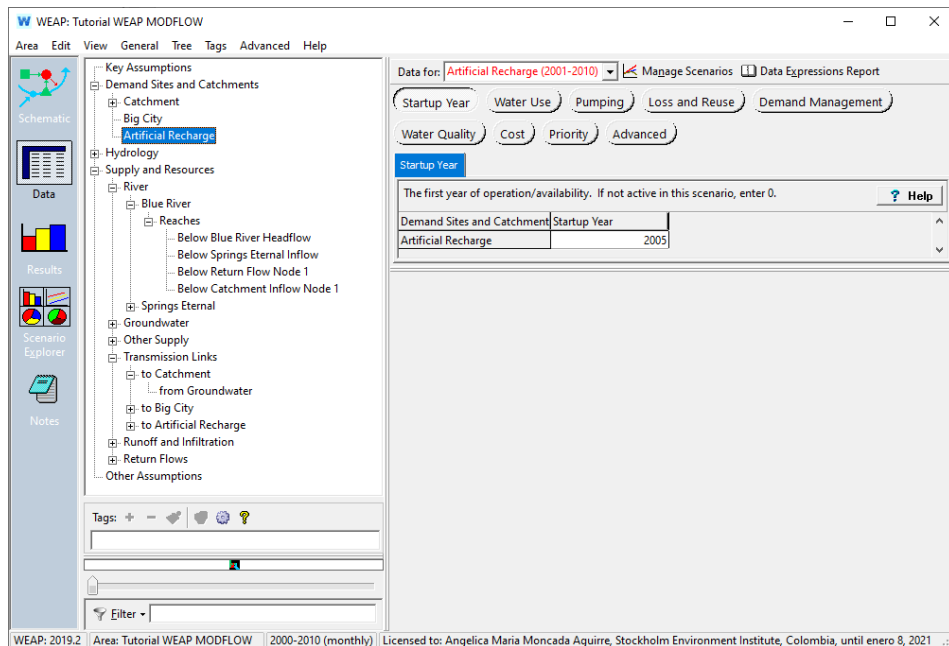 WEAP: Tutorial WEAP MODFLOW
Area Edit View General Tree Tags Advanced Help
Schematic
Data
Results
Scenario
Explorer
Notes
Key Assumptions
Demand Sites and Catchments
Catchment
Big City
Artificial Recharge
Hydrology
Supply and Resources
River
Blue River
Reaches
Below Blue River Headflow
Below Springs Eternal Inflow
Below Return Flow Node 1
Below Catchment Inflow Node 1
Springs Eternal
Groundwater
Other Supply
Transmission Links
to Catchment
from Groundwater
to Big City
to Artificial Recharge
Runoff and Infiltration
Return Flows
Other Assumptions
Tags:
Filter
Data for: Artificial Recharge (2001-2010) Manage Scenarios Data Expressions Report
Startup Year Water Use Pumping Loss and Reuse Demand Management
Water Quality Cost Priority Advanced
Startup Year
The first year of operation/availability. If not active in this scenario, enter 0. ? Help
Demand Sites and Catchment Startup Year
Artificial Recharge 2005
WEAP: 2019.2 Area: Tutorial WEAP MODFLOW 2000-2010 (monthly) Licensed to: Angelica Maria Moncada Aguirre, Stockholm Environment Institute, Colombia, until enero 8, 2021